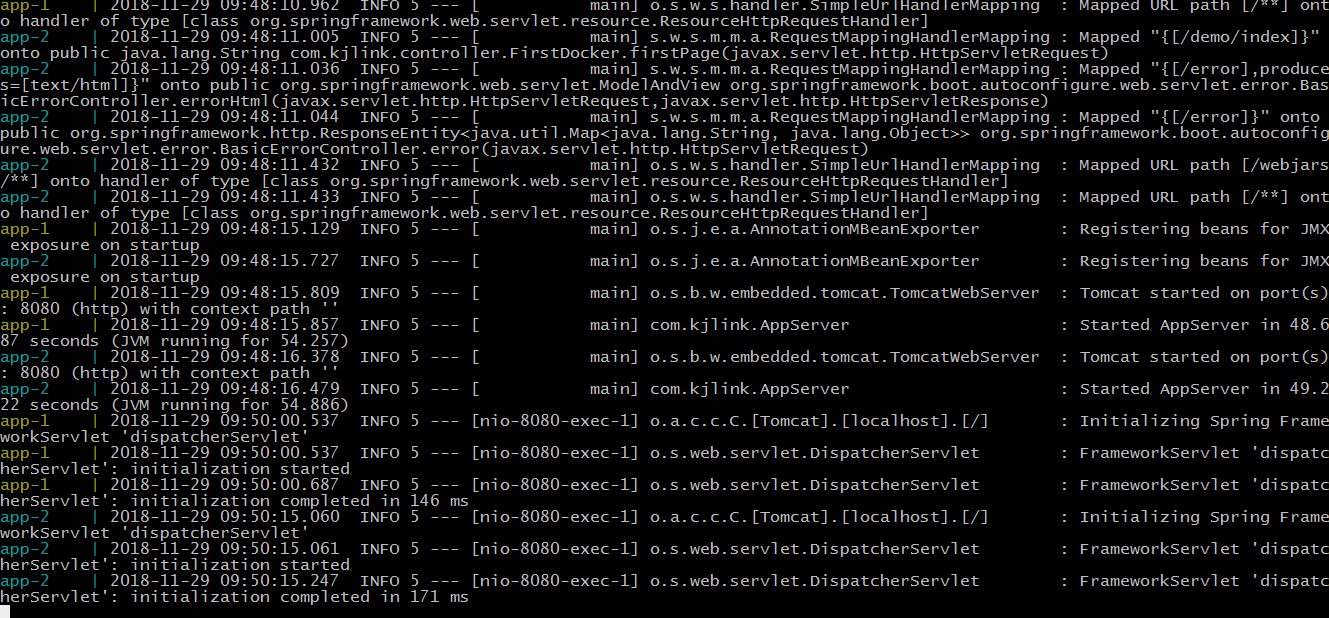 app-1    | 2018-11-29 09:48:10.962  INFO 5 --- [           main] o.s.w.s.handler.SimpleUrlHandlerMapping  : Mapped URL path [/**] ont
o handler of type [class org.springframework.web.servlet.resource.ResourceHttpRequestHandler]
app-2    | 2018-11-29 09:48:11.005  INFO 5 --- [           main] s.w.s.m.m.a.RequestMappingHandlerMapping : Mapped "{[/demo/index]}"
onto public java.lang.String com.kjlink.controller.FirstDocker.firstPage(javax.servlet.http.HttpServletRequest)
app-2    | 2018-11-29 09:48:11.036  INFO 5 --- [           main] s.w.s.m.m.a.RequestMappingHandlerMapping : Mapped "{[/error],produce
s=[text/html]}" onto public org.springframework.web.servlet.ModelAndView org.springframework.boot.autoconfigure.web.servlet.error.Bas
icErrorController.errorHtml(javax.servlet.http.HttpServletRequest,javax.servlet.http.HttpServletResponse)
app-2    | 2018-11-29 09:48:11.044  INFO 5 --- [           main] s.w.s.m.m.a.RequestMappingHandlerMapping : Mapped "{[/error]}" onto
public org.springframework.http.ResponseEntity<java.util.Map<java.lang.String, java.lang.Object>> org.springframework.boot.autoconfig
ure.web.servlet.error.BasicErrorController.error(javax.servlet.http.HttpServletRequest)
app-2    | 2018-11-29 09:48:11.432  INFO 5 --- [           main] o.s.w.s.handler.SimpleUrlHandlerMapping  : Mapped URL path [/webjars
/**] onto handler of type [class org.springframework.web.servlet.resource.ResourceHttpRequestHandler]
app-2    | 2018-11-29 09:48:11.433  INFO 5 --- [           main] o.s.w.s.handler.SimpleUrlHandlerMapping  : Mapped URL path [/**] ont
o handler of type [class org.springframework.web.servlet.resource.ResourceHttpRequestHandler]
app-1    | 2018-11-29 09:48:15.129  INFO 5 --- [           main] o.s.j.e.a.AnnotationMBeanExporter        : Registering beans for JMX
 exposure on startup
app-2    | 2018-11-29 09:48:15.727  INFO 5 --- [           main] o.s.j.e.a.AnnotationMBeanExporter        : Registering beans for JMX
 exposure on startup
app-1    | 2018-11-29 09:48:15.809  INFO 5 --- [           main] o.s.b.w.embedded.tomcat.TomcatWebServer  : Tomcat started on port(s)
: 8080 (http) with context path ''
app-1    | 2018-11-29 09:48:15.857  INFO 5 --- [           main] com.kjlink.AppServer                     : Started AppServer in 48.6
87 seconds (JVM running for 54.257)
app-2    | 2018-11-29 09:48:16.378  INFO 5 --- [           main] o.s.b.w.embedded.tomcat.TomcatWebServer  : Tomcat started on port(s)
: 8080 (http) with context path ''
app-2    | 2018-11-29 09:48:16.479  INFO 5 --- [           main] com.kjlink.AppServer                     : Started AppServer in 49.2
22 seconds (JVM running for 54.886)
app-1    | 2018-11-29 09:50:00.537  INFO 5 --- [nio-8080-exec-1] o.a.c.c.C.[Tomcat].[localhost].[/]       : Initializing Spring Frame
workServlet 'dispatcherServlet'
app-1    | 2018-11-29 09:50:00.537  INFO 5 --- [nio-8080-exec-1] o.s.web.servlet.DispatcherServlet        : FrameworkServlet 'dispatc
herServlet': initialization started
app-1    | 2018-11-29 09:50:00.687  INFO 5 --- [nio-8080-exec-1] o.s.web.servlet.DispatcherServlet        : FrameworkServlet 'dispatc
herServlet': initialization completed in 146 ms
app-2    | 2018-11-29 09:50:15.060  INFO 5 --- [nio-8080-exec-1] o.a.c.c.C.[Tomcat].[localhost].[/]       : Initializing Spring Frame
workServlet 'dispatcherServlet'
app-2    | 2018-11-29 09:50:15.061  INFO 5 --- [nio-8080-exec-1] o.s.web.servlet.DispatcherServlet        : FrameworkServlet 'dispatc
herServlet': initialization started
app-2    | 2018-11-29 09:50:15.247  INFO 5 --- [nio-8080-exec-1] o.s.web.servlet.DispatcherServlet        : FrameworkServlet 'dispatc
herServlet': initialization completed in 171 ms